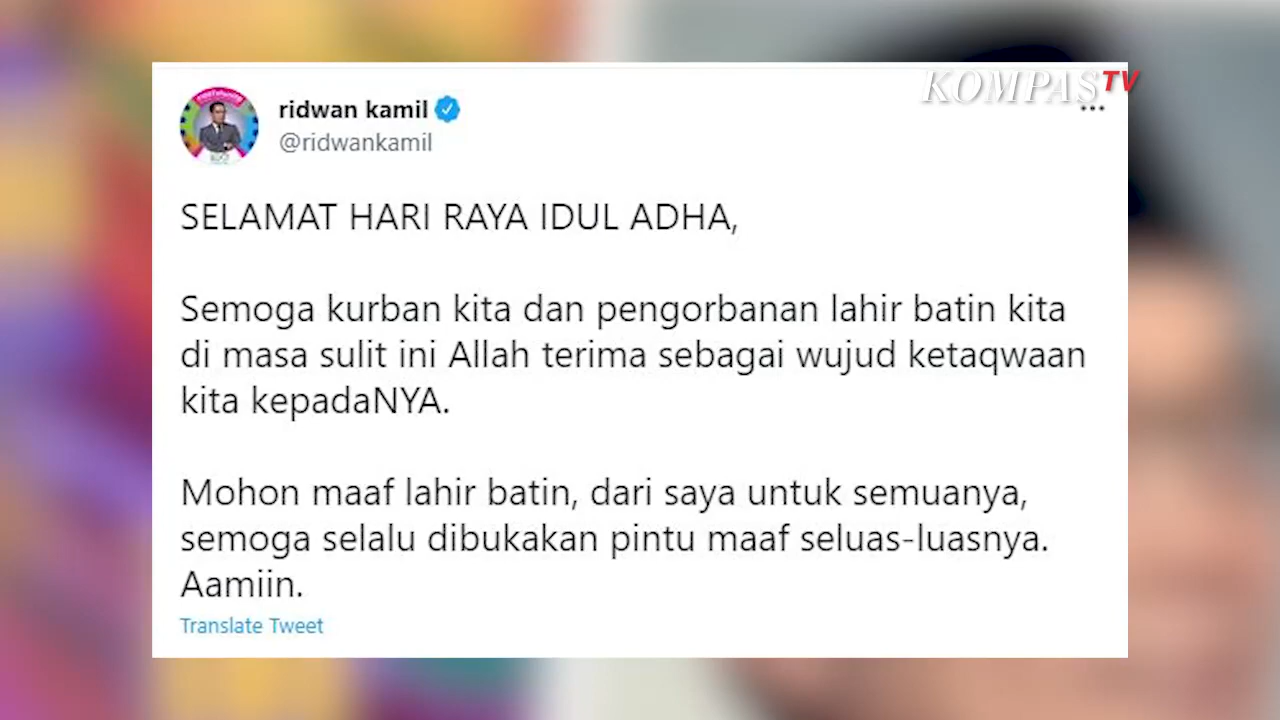 KOMPASTV
ridwan kamil
@ridwankamil
SELAMAT HARI RAYA IDUL ADHA,
Semoga kurban kita dan pengorbanan lahir batin kita
di masa sulit ini Allah terima sebagai wujud ketaqwaan
kita kepadaNYA.
Mohon maaf lahir batin, dari saya untuk semuanya,
semoga selalu dibukakan pintu maaf seluas-luasnya.
Aamiin.
Translate Tweet